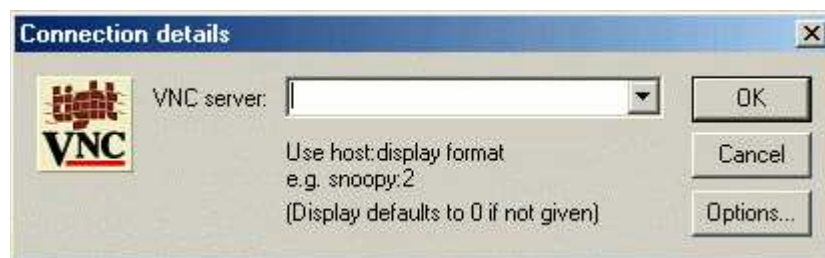 Connection details
tight
VNC
VNC server:
OK
Use host:display format
e.g. snoopy:2
Cancel
(Display defaults to 0 if not given)
Options...